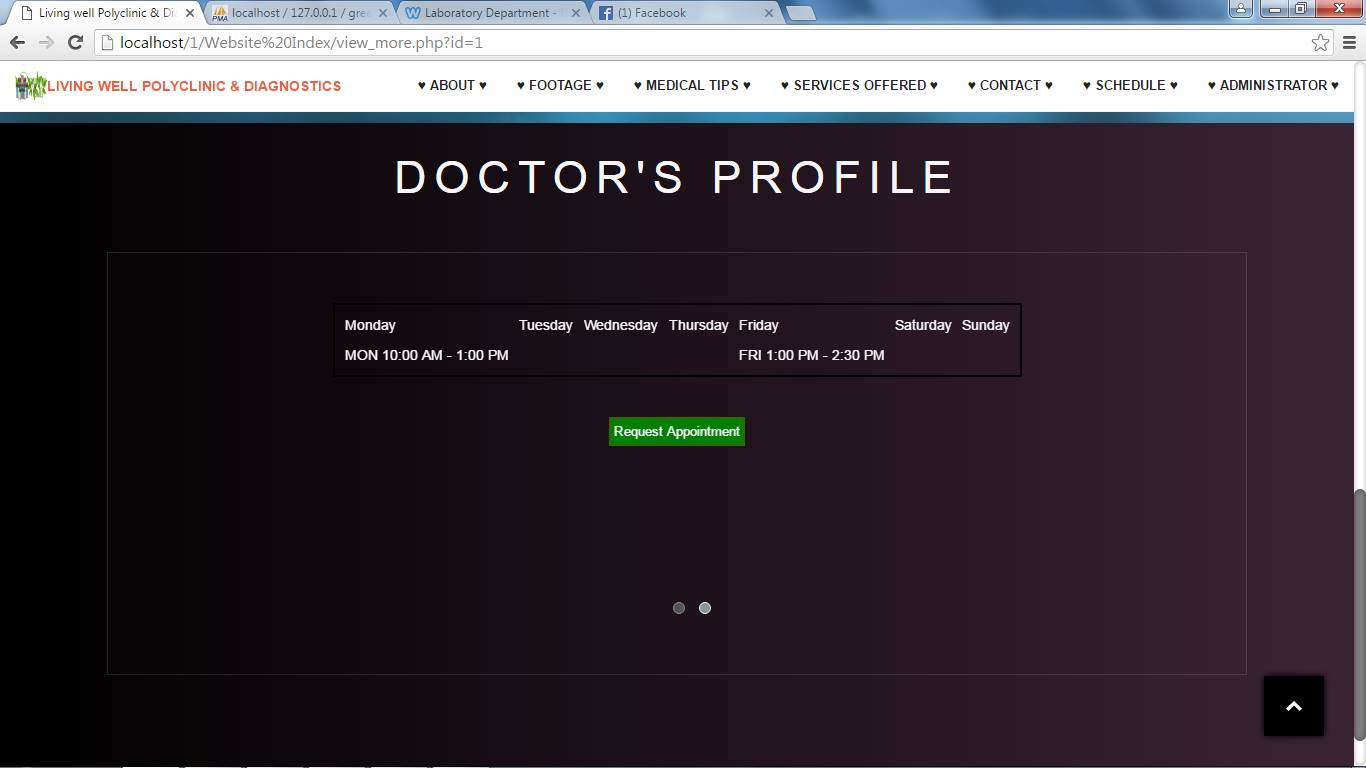 Living well Polyclinic & Di
localhost / 127.0.0.1 / gre
Laboratory Department -
(1) Facebook
localhost/1/Website%20Index/view_more.php?id=1
LIVING WELL POLYCLINIC & DIAGNOSTICS
♥ ABOUT ♥ ♥ FOOTAGE ♥ ♥ MEDICAL TIPS ♥ ♥ SERVICES OFFERED ♥ ♥ CONTACT ♥ ♥ SCHEDULE ♥ ♥ ADMINISTRATOR ♥
DOCTOR'S PROFILE
Monday Tuesday Wednesday Thursday Friday Saturday Sunday
MON 10:00 AM - 1:00 PM FRI 1:00 PM - 2:30 PM
Request Appointment